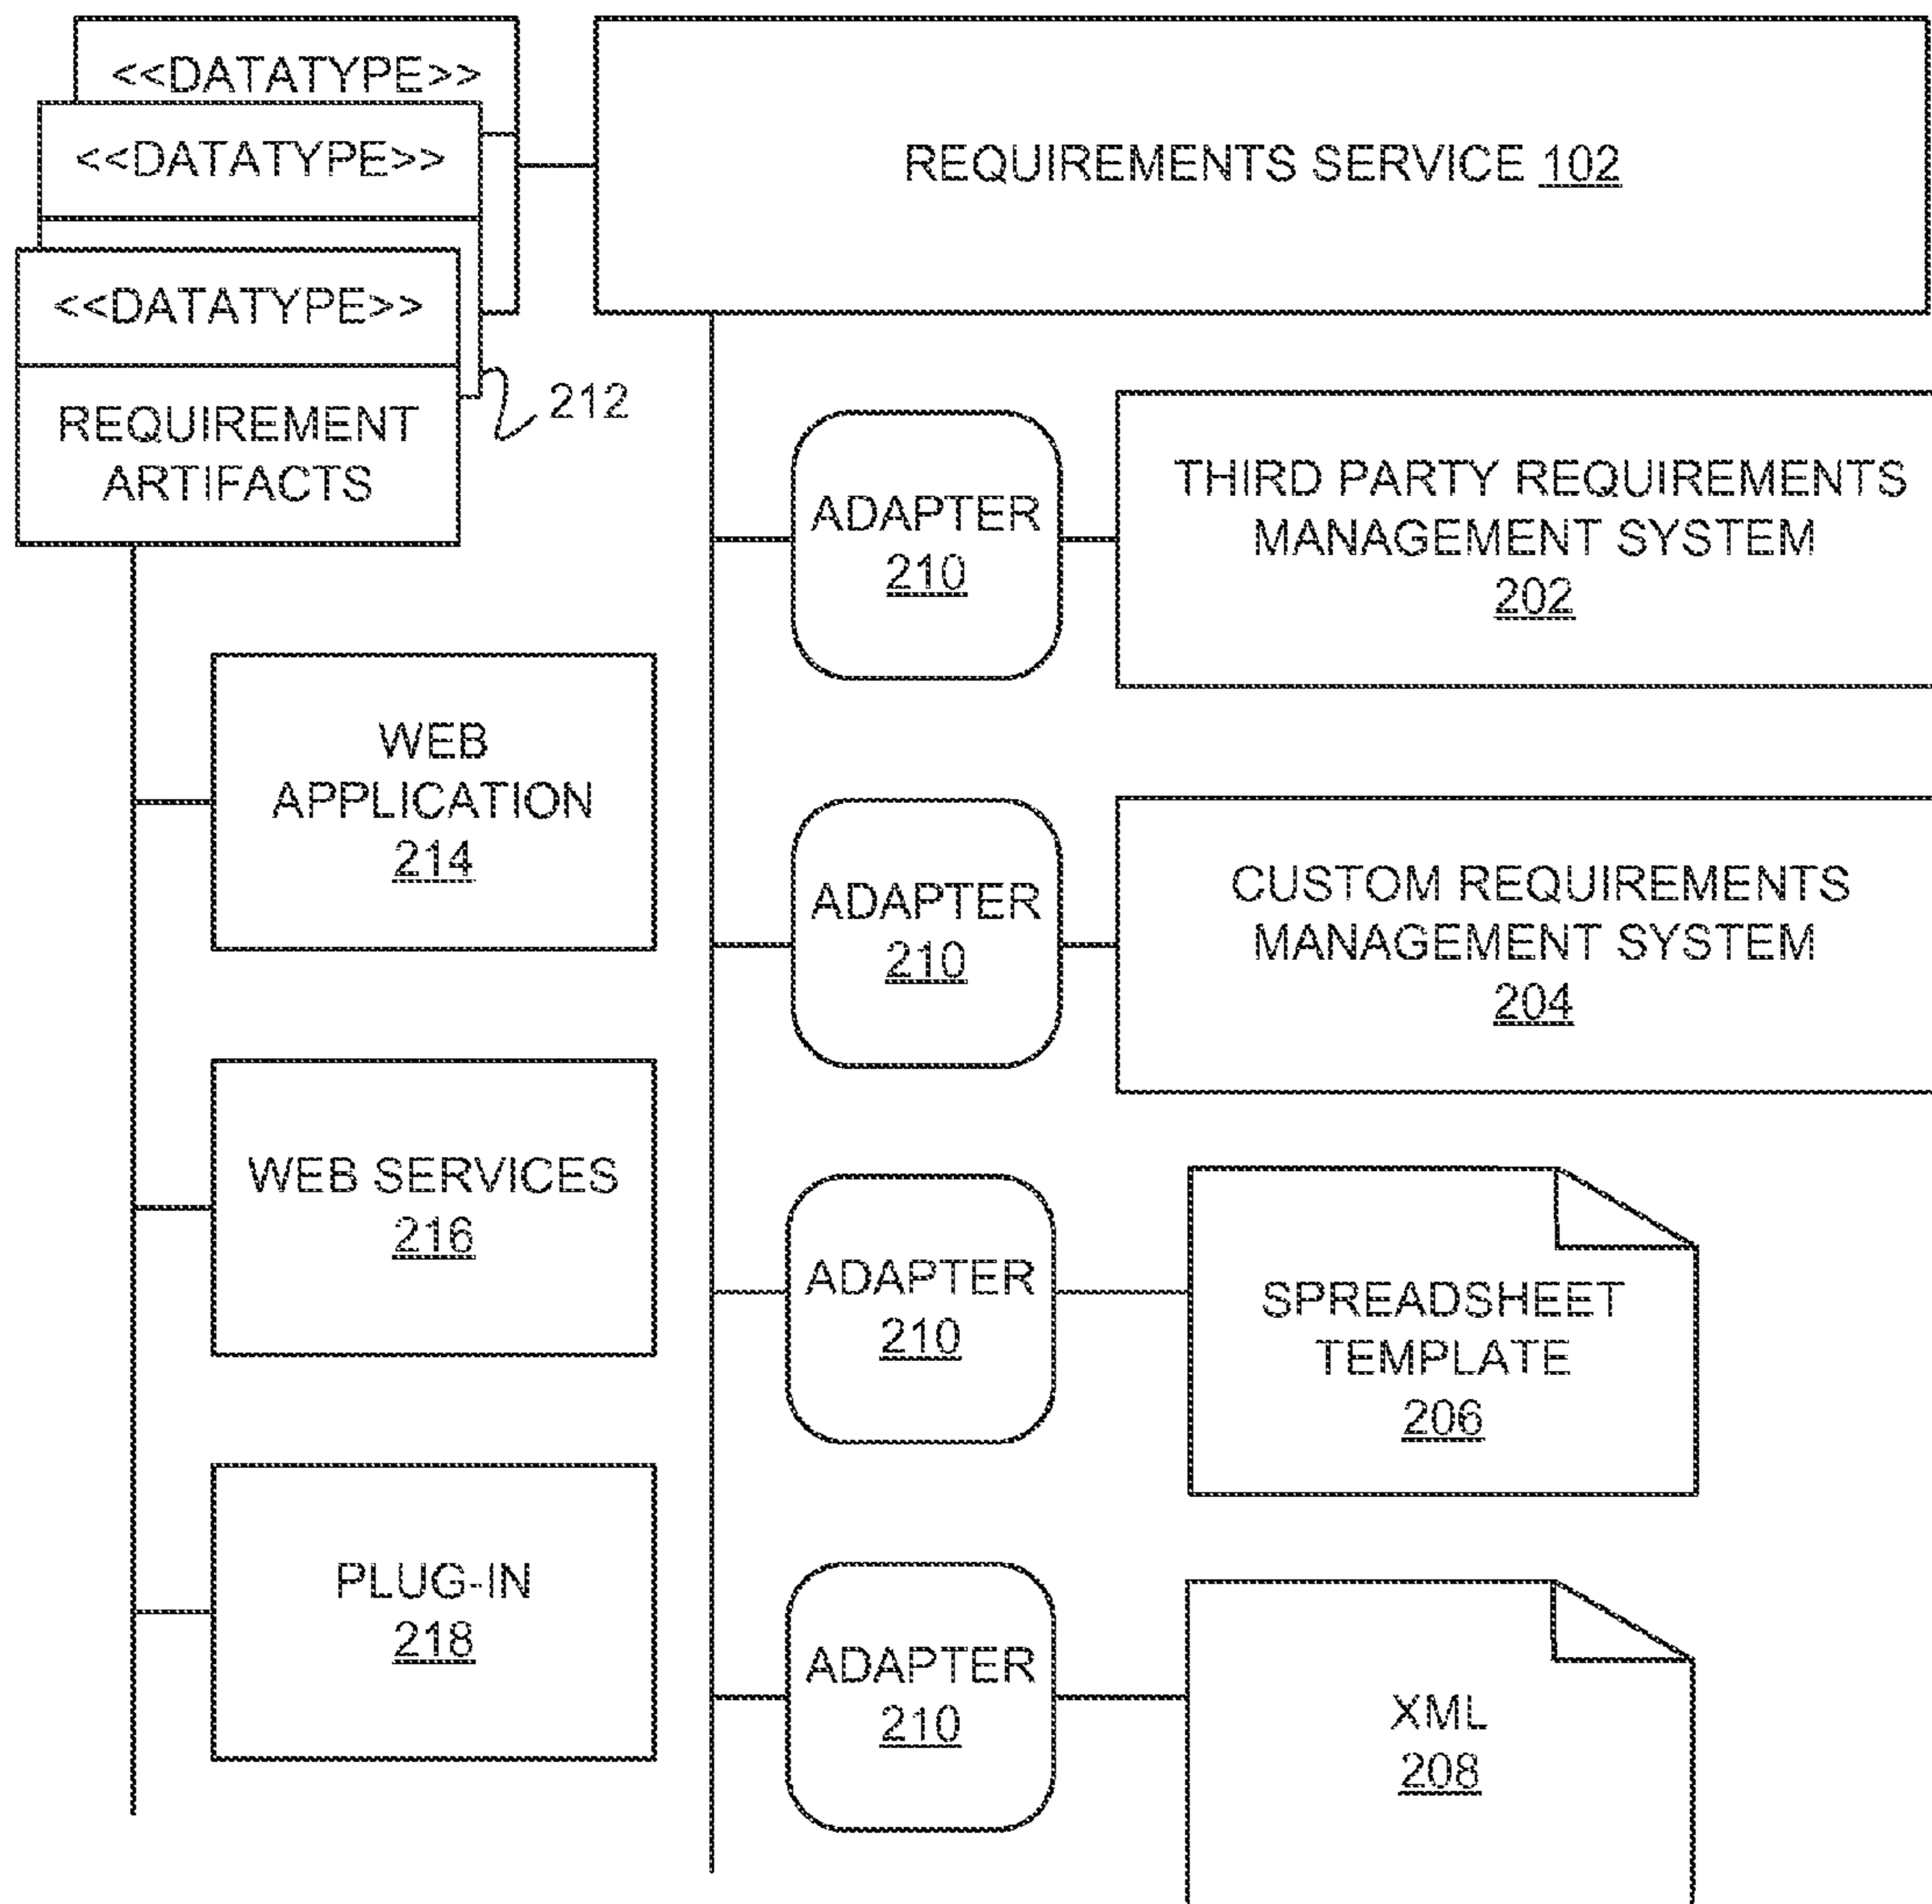 <<DATATYPE>>
<<DATATYPE>>
<<DATATYPE>>
REQUIREMENT
ARTIFACTS
212
REQUIREMENTS SERVICE 102
ADAPTER
210
THIRD PARTY REQUIREMENTS
MANAGEMENT SYSTEM
202
WEB
APPLICATION
214
ADAPTER
210
CUSTOM REQUIREMENTS
MANAGEMENT SYSTEM
204
WEB SERVICES
216
ADAPTER
210
SPREADSHEET
TEMPLATE
206
PLUG-IN
218
ADAPTER
210
XML
208